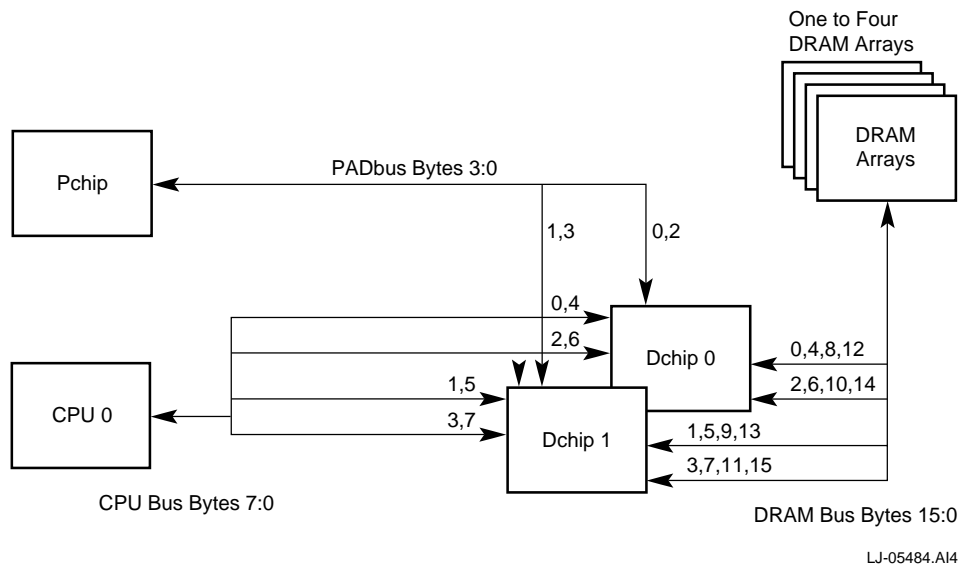 One to Four
DRAM Arrays
DRAM
Arrays
Pchip
PADbus Bytes 3:0
1,3
0,2
0,4
2,6
Dchip 0
0,4,8,12
2,6,10,14
CPU 0
1,5
3,7
Dchip 1
1,5,9,13
3,7,11,15
CPU Bus Bytes 7:0
DRAM Bus Bytes 15:0
LJ-05484.AI4